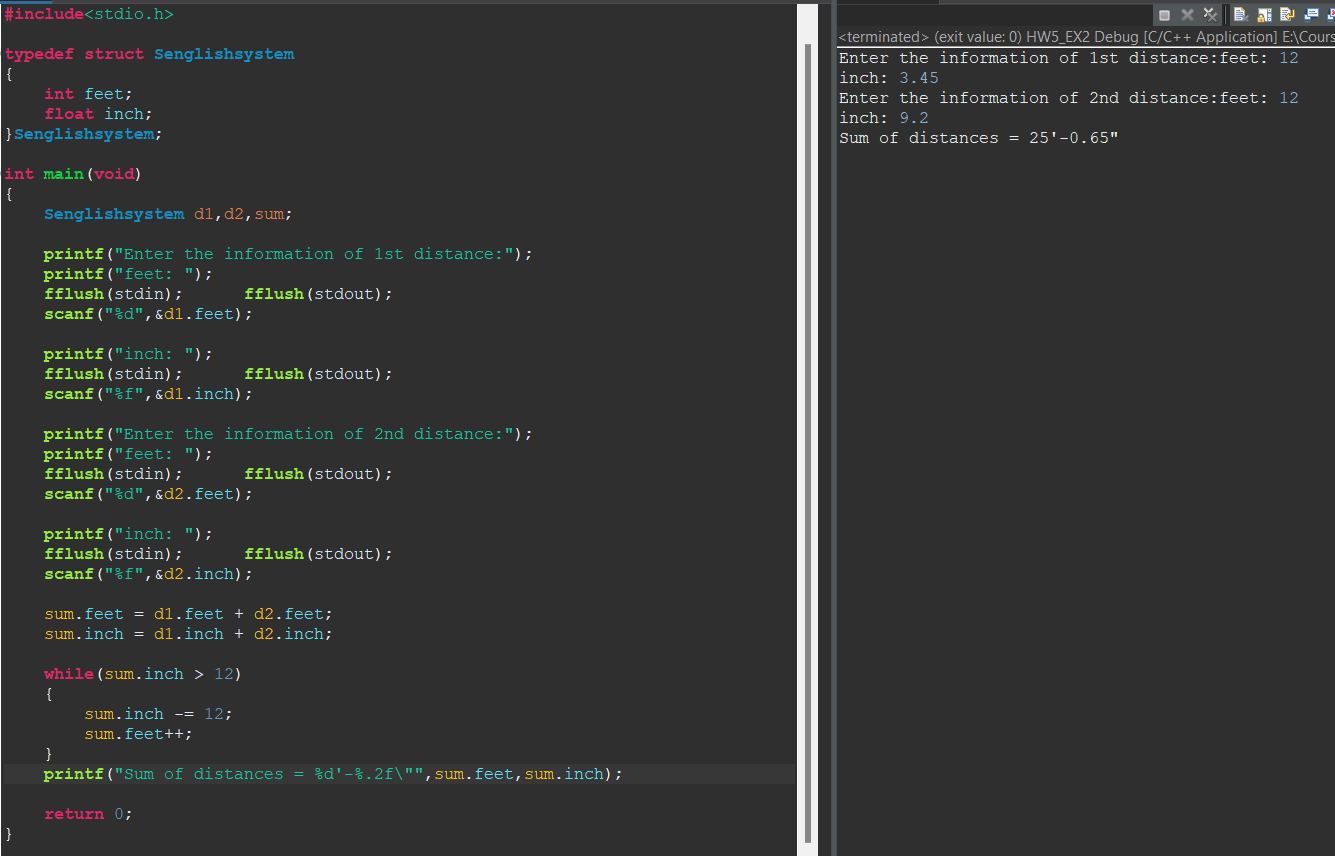 #include<stdio.h>

typedef struct Senglishsystem
{
    int feet;
    float inch;
}Senglishsystem;

int main(void)
{
    Senglishsystem d1,d2,sum;

    printf("Enter the information of 1st distance:");
    printf("feet: ");
    fflush(stdin);      fflush(stdout);
    scanf("%d",&d1.feet);

    printf("inch: ");
    fflush(stdin);      fflush(stdout);
    scanf("%f",&d1.inch);

    printf("Enter the information of 2nd distance:");
    printf("feet: ");
    fflush(stdin);      fflush(stdout);
    scanf("%d",&d2.feet);

    printf("inch: ");
    fflush(stdin);      fflush(stdout);
    scanf("%f",&d2.inch);

    sum.feet = d1.feet + d2.feet;
    sum.inch = d1.inch + d2.inch;

    while(sum.inch > 12)
    {
        sum.inch -= 12;
        sum.feet++;
    }
    printf("Sum of distances = %d'-%.2f\"",sum.feet,sum.inch);

    return 0;
}
<terminated> (exit value: 0) HW5_EX2 Debug [C/C++ Application] E:\Cours
Enter the information of 1st distance:feet: 12
inch: 3.45
Enter the information of 2nd distance:feet: 12
inch: 9.2
Sum of distances = 25'-0.65"